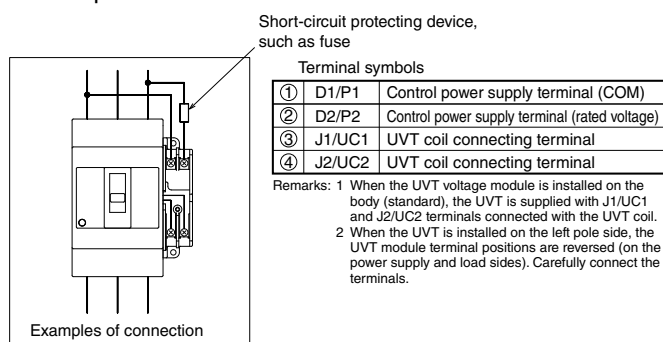 Short-circuit protecting device,
such as fuse
Terminal symbols
① D1/P1 Control power supply terminal (COM)
② D2/P2 Control power supply terminal (rated voltage)
③ J1/UC1 UVT coil connecting terminal
④ J2/UC2 UVT coil connecting terminal
Remarks: 1 When the UVT voltage module is installed on the
body (standard), the UVT is supplied with J1/UC1
and J2/UC2 terminals connected with the UVT coil.
2 When the UVT is installed on the left pole side, the
UVT module terminal positions are reversed (on the
power supply and load sides). Carefully connect the
terminals.
Examples of connection